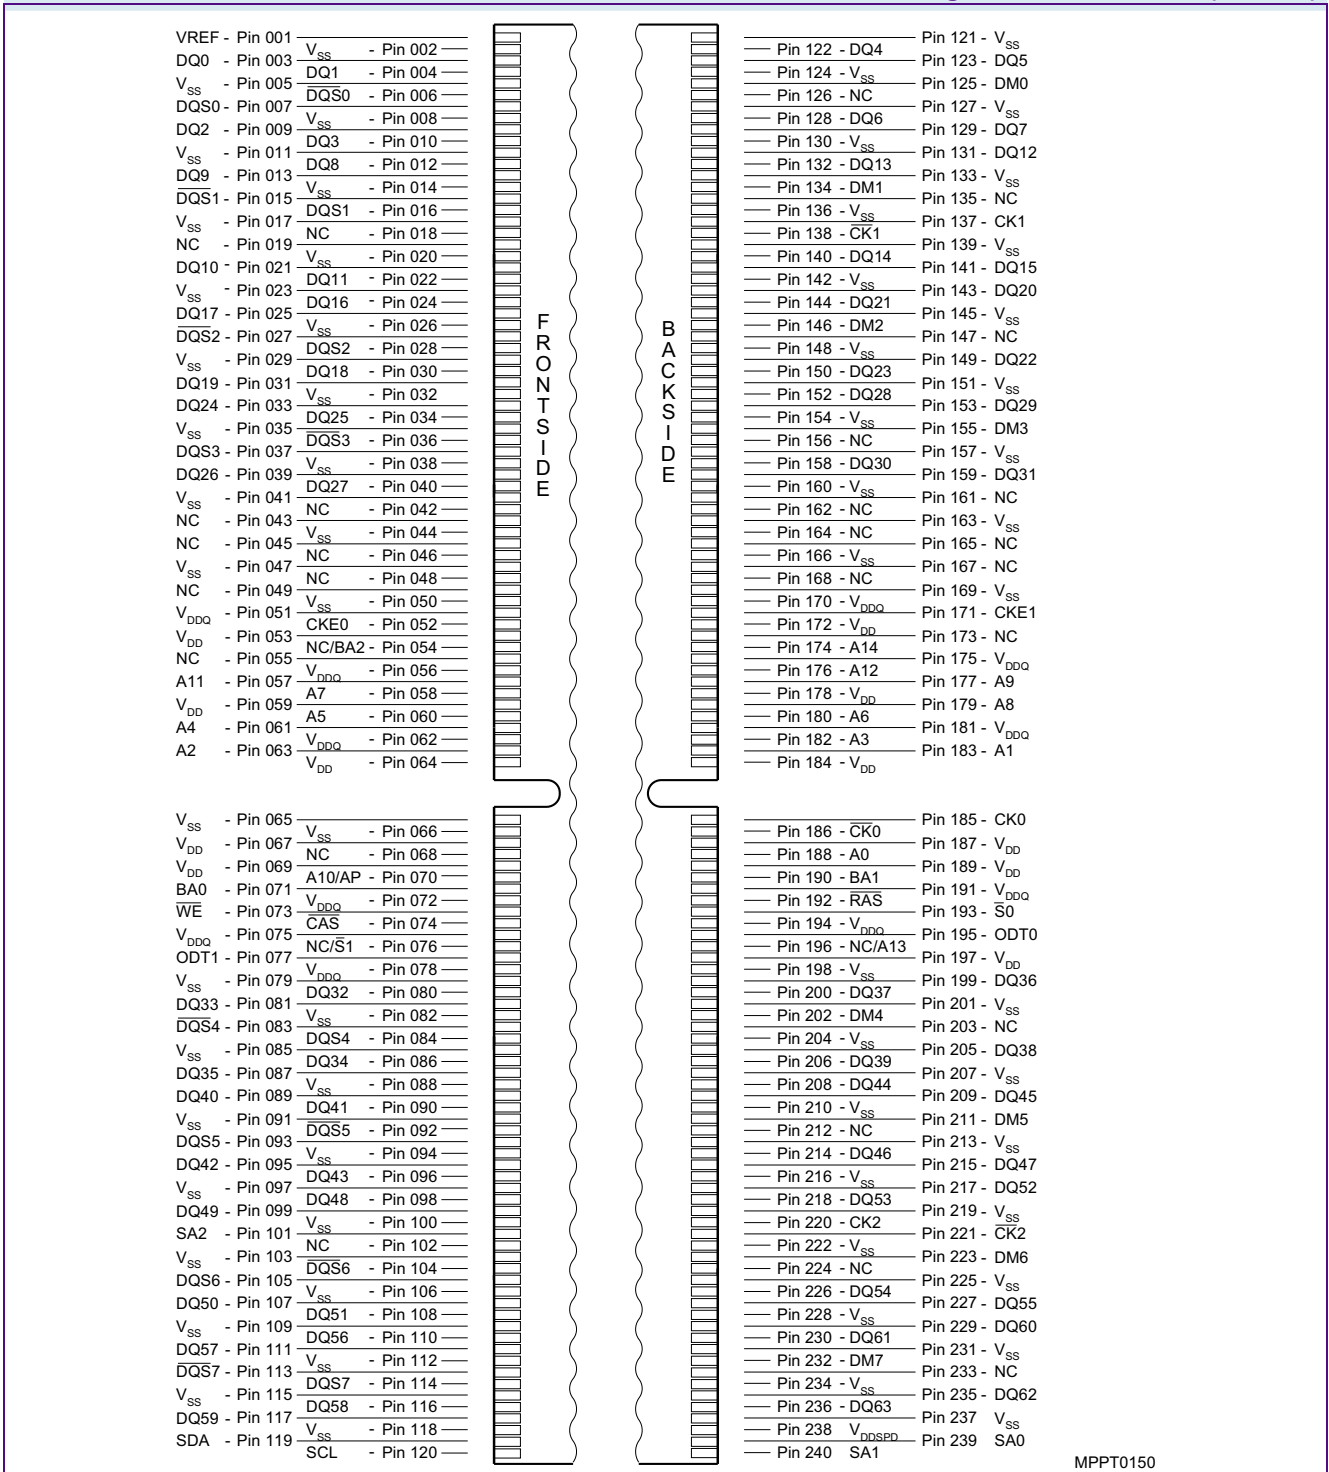 VREF - Pin 001
VSS - Pin 002
DQ0 - Pin 003
DQ1 - Pin 004
VSS - Pin 005
DQS0 - Pin 006
DQS0 - Pin 007
VSS - Pin 008
DQ2 - Pin 009
DQ3 - Pin 010
VSS - Pin 011
DQ8 - Pin 012
DQ9 - Pin 013
VSS - Pin 014
DQS1 - Pin 015
DQS1 - Pin 016
VSS - Pin 017
NC - Pin 018
NC - Pin 019
VSS - Pin 020
DQ10 - Pin 021
DQ11 - Pin 022
VSS - Pin 023
DQ16 - Pin 024
DQ17 - Pin 025
VSS - Pin 026
DQS2 - Pin 027
DQS2 - Pin 028
VSS - Pin 029
DQ18 - Pin 030
DQ19 - Pin 031
VSS - Pin 032
DQ24 - Pin 033
DQ25 - Pin 034
VSS - Pin 035
DQS3 - Pin 036
DQS3 - Pin 037
VSS - Pin 038
DQ26 - Pin 039
DQ27 - Pin 040
VSS - Pin 041
NC - Pin 042
NC - Pin 043
VSS - Pin 044
NC - Pin 045
NC - Pin 046
VSS - Pin 047
NC - Pin 048
NC - Pin 049
VSS - Pin 050
VDDQ - Pin 051
CKE0 - Pin 052
VDD - Pin 053
NC/BA2 - Pin 054
NC - Pin 055
VDDQ - Pin 056
A11 - Pin 057
A7 - Pin 058
VDD - Pin 059
A5 - Pin 060
A4 - Pin 061
VDDQ - Pin 062
A2 - Pin 063
VDD - Pin 064
VSS - Pin 065
VSS - Pin 066
VDD - Pin 067
NC - Pin 068
VDD - Pin 069
A10/AP - Pin 070
BA0 - Pin 071
VDDQ - Pin 072
WE - Pin 073
CAS - Pin 074
VDDQ - Pin 075
NC/S1 - Pin 076
ODT1 - Pin 077
VDDQ - Pin 078
VSS - Pin 079
DQ32 - Pin 080
DQ33 - Pin 081
VSS - Pin 082
DQS4 - Pin 083
DQS4 - Pin 084
VSS - Pin 085
DQ34 - Pin 086
DQ35 - Pin 087
VSS - Pin 088
DQ40 - Pin 089
DQ41 - Pin 090
VSS - Pin 091
DQS5 - Pin 092
DQS5 - Pin 093
VSS - Pin 094
DQ42 - Pin 095
DQ43 - Pin 096
VSS - Pin 097
DQ48 - Pin 098
DQ49 - Pin 099
VSS - Pin 100
SA2 - Pin 101
NC - Pin 102
VSS - Pin 103
DQS6 - Pin 104
DQS6 - Pin 105
VSS - Pin 106
DQ50 - Pin 107
DQ51 - Pin 108
VSS - Pin 109
DQ56 - Pin 110
DQ57 - Pin 111
VSS - Pin 112
DQS7 - Pin 113
DQS7 - Pin 114
VSS - Pin 115
DQ58 - Pin 116
DQ59 - Pin 117
VSS - Pin 118
SDA - Pin 119
SCL - Pin 120
FRONTSIDE
BACKSIDE
Pin 121 - VSS
Pin 122 - DQ4
Pin 123 - DQ5
Pin 124 - VSS
Pin 125 - DM0
Pin 126 - NC
Pin 127 - VSS
Pin 128 - DQ6
Pin 129 - DQ7
Pin 130 - VSS
Pin 131 - DQ12
Pin 132 - DQ13
Pin 133 - VSS
Pin 134 - DM1
Pin 135 - NC
Pin 136 - VSS
Pin 137 - CK1
Pin 138 - CK1
Pin 139 - VSS
Pin 140 - DQ14
Pin 141 - DQ15
Pin 142 - VSS
Pin 143 - DQ20
Pin 144 - DQ21
Pin 145 - VSS
Pin 146 - DM2
Pin 147 - NC
Pin 148 - VSS
Pin 149 - DQ22
Pin 150 - DQ23
Pin 151 - VSS
Pin 152 - DQ28
Pin 153 - DQ29
Pin 154 - VSS
Pin 155 - DM3
Pin 156 - NC
Pin 157 - VSS
Pin 158 - DQ30
Pin 159 - DQ31
Pin 160 - VSS
Pin 161 - NC
Pin 162 - NC
Pin 163 - VSS
Pin 164 - NC
Pin 165 - NC
Pin 166 - VSS
Pin 167 - NC
Pin 168 - NC
Pin 169 - VSS
Pin 170 - VDDQ
Pin 171 - CKE1
Pin 172 - VDD
Pin 173 - NC
Pin 174 - A14
Pin 175 - VDDQ
Pin 176 - A12
Pin 177 - A9
Pin 178 - VDD
Pin 179 - A8
Pin 180 - A6
Pin 181 - VDDQ
Pin 182 - A3
Pin 183 - A1
Pin 184 - VDD
Pin 185 - CK0
Pin 186 - CK0
Pin 187 - VDD
Pin 188 - A0
Pin 189 - VDD
Pin 190 - BA1
Pin 191 - VDDQ
Pin 192 - RAS
Pin 193 - S0
Pin 194 - VDDQ
Pin 195 - ODT0
Pin 196 - NC/A13
Pin 197 - VDD
Pin 198 - VSS
Pin 199 - DQ36
Pin 200 - DQ37
Pin 201 - VSS
Pin 202 - DM4
Pin 203 - NC
Pin 204 - VSS
Pin 205 - DQ38
Pin 206 - DQ39
Pin 207 - VSS
Pin 208 - DQ44
Pin 209 - DQ45
Pin 210 - VSS
Pin 211 - DM5
Pin 212 - NC
Pin 213 - VSS
Pin 214 - DQ46
Pin 215 - DQ47
Pin 216 - VSS
Pin 217 - DQ52
Pin 218 - DQ53
Pin 219 - VSS
Pin 220 - CK2
Pin 221 - CK2
Pin 222 - VSS
Pin 223 - DM6
Pin 224 - NC
Pin 225 - VSS
Pin 226 - DQ54
Pin 227 - DQ55
Pin 228 - VSS
Pin 229 - DQ60
Pin 230 - DQ61
Pin 231 - VSS
Pin 232 - DM7
Pin 233 - NC
Pin 234 - VSS
Pin 235 - DQ62
Pin 236 - DQ63
Pin 237 VSS
Pin 238 VDDSPD
Pin 239 SA0
Pin 240 SA1
MPPT0150